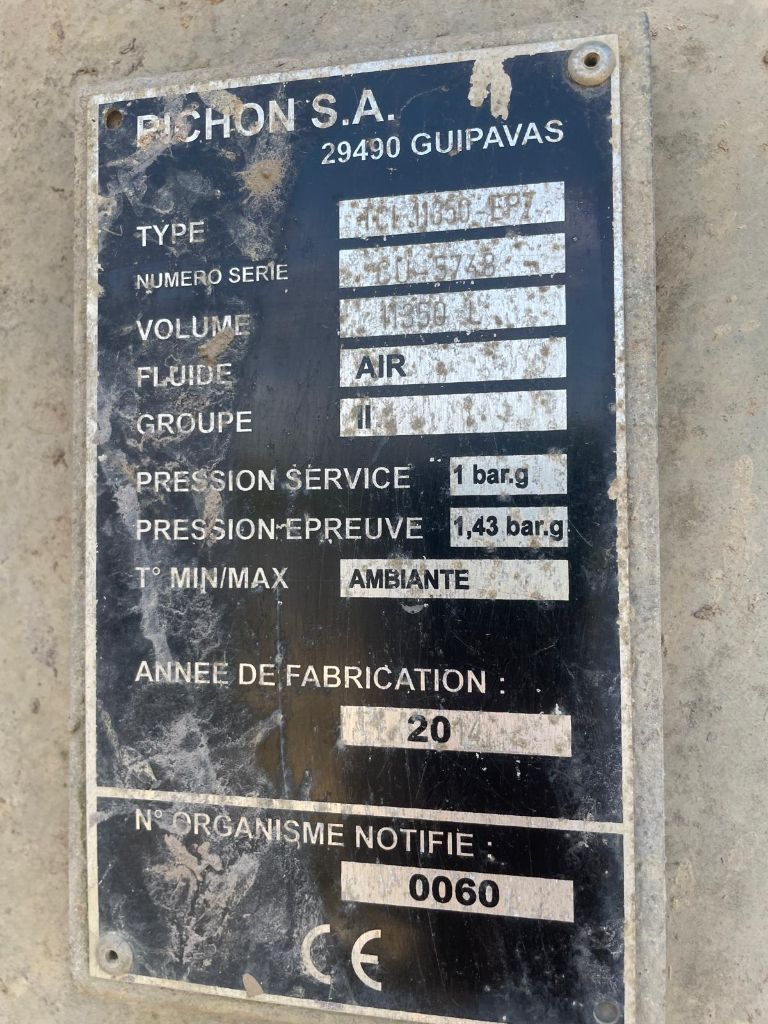 PICHON S.A.
29490 GUIPAVAS
TYPE
NUMERO SERIE
VOLUME 11350 L
FLUIDE AIR
GROUPE II
PRESSION SERVICE 1 bar.g
PRESSION EPREUVE 1,43 bar.g
T° MIN/MAX AMBIANTE
ANNEE DE FABRICATION :
20
N° ORGANISME NOTIFIE :
0060
CE